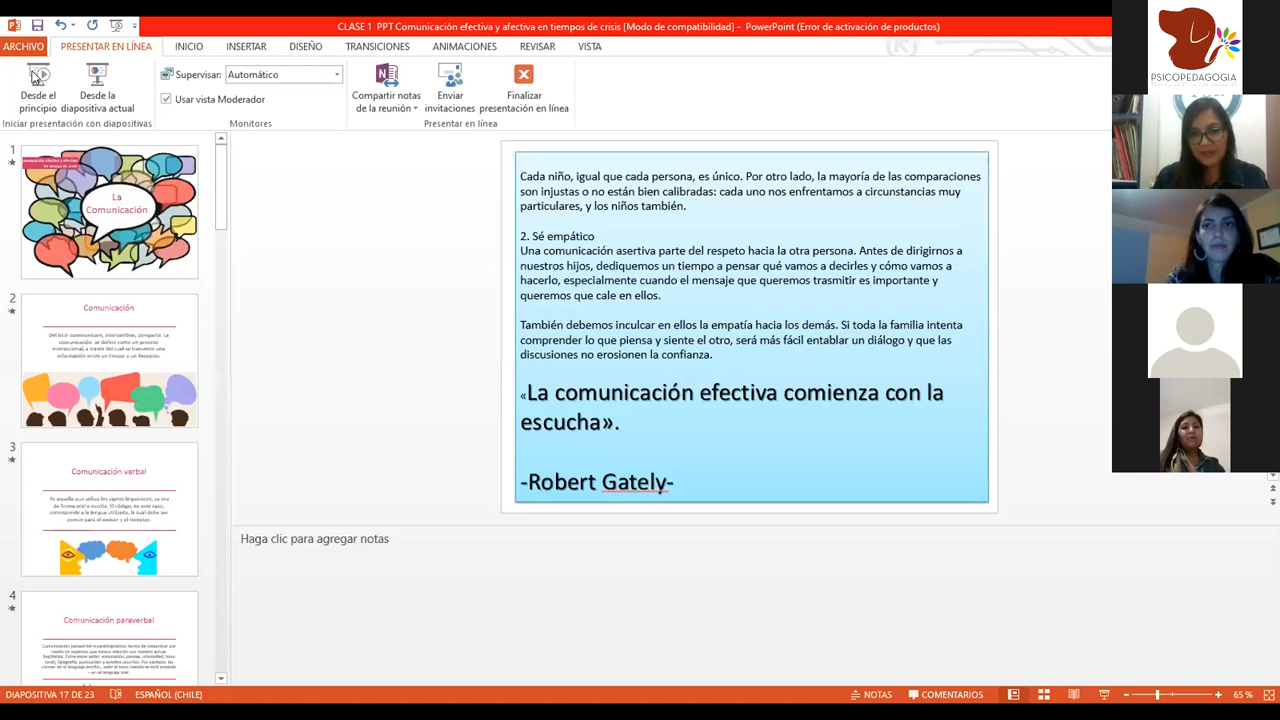 CLASE 1 PPT Comunicación efectiva y afectiva en tiempos de crisis [Modo de compatibilidad] - PowerPoint (Error de activación de productos)
ARCHIVO PRESENTAR EN LÍNEA INICIO INSERTAR DISEÑO TRANSICIONES ANIMACIONES REVISAR VISTA
Desde el principio
Desde la diapositiva actual
Iniciar presentación con diapositivas
Supervisar: Automático
Usar vista Moderador
Monitores
Compartir notas de la reunión
Enviar invitaciones
Finalizar presentación en línea
Presentar en línea
PSICOPEDAGOGIA
1
La
Comunicación
2
Comunicación
3
Comunicación verbal
4
Comunicación paraverbal
Cada niño, igual que cada persona, es único. Por otro lado, la mayoría de las comparaciones
son injustas o no están bien calibradas: cada uno nos enfrentamos a circunstancias muy
particulares, y los niños también.
2. Sé empático
Una comunicación asertiva parte del respeto hacia la otra persona. Antes de dirigirnos a
nuestros hijos, dediquemos un tiempo a pensar qué vamos a decirles y cómo vamos a
hacerlo, especialmente cuando el mensaje que queremos trasmitir es importante y
queremos que cale en ellos.
También debemos inculcar en ellos la empatía hacia los demás. Si toda la familia intenta
comprender lo que piensa y siente el otro, será más fácil entablar un diálogo y que las
discusiones no erosionen la confianza.
«La comunicación efectiva comienza con la
escucha».
-Robert Gately-
Haga clic para agregar notas
DIAPOSITIVA 17 DE 23 ESPAÑOL (CHILE) NOTAS COMENTARIOS 65 %